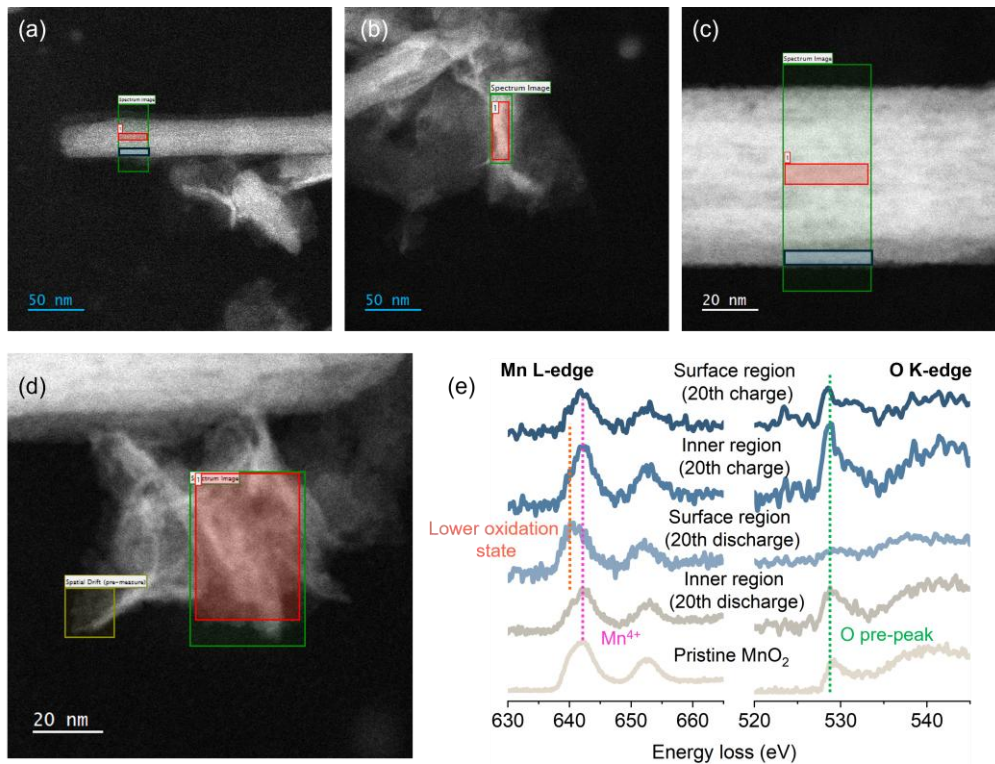 (a)
Spectrum Image
1
50 nm
(b)
Spectrum Image
1
50 nm
(c)
Spectrum Image
1
20 nm
(d)
Spectrum Image
1
Spatial Drift (pre-measure)
20 nm
(e)
Mn L-edge
O K-edge
Surface region
(20th charge)
Inner region
(20th charge)
Lower oxidation
state
Surface region
(20th discharge)
Inner region
(20th discharge)
Mn⁴⁺
O pre-peak
Pristine MnO₂
630 640 650 660 520 530 540
Energy loss (eV)